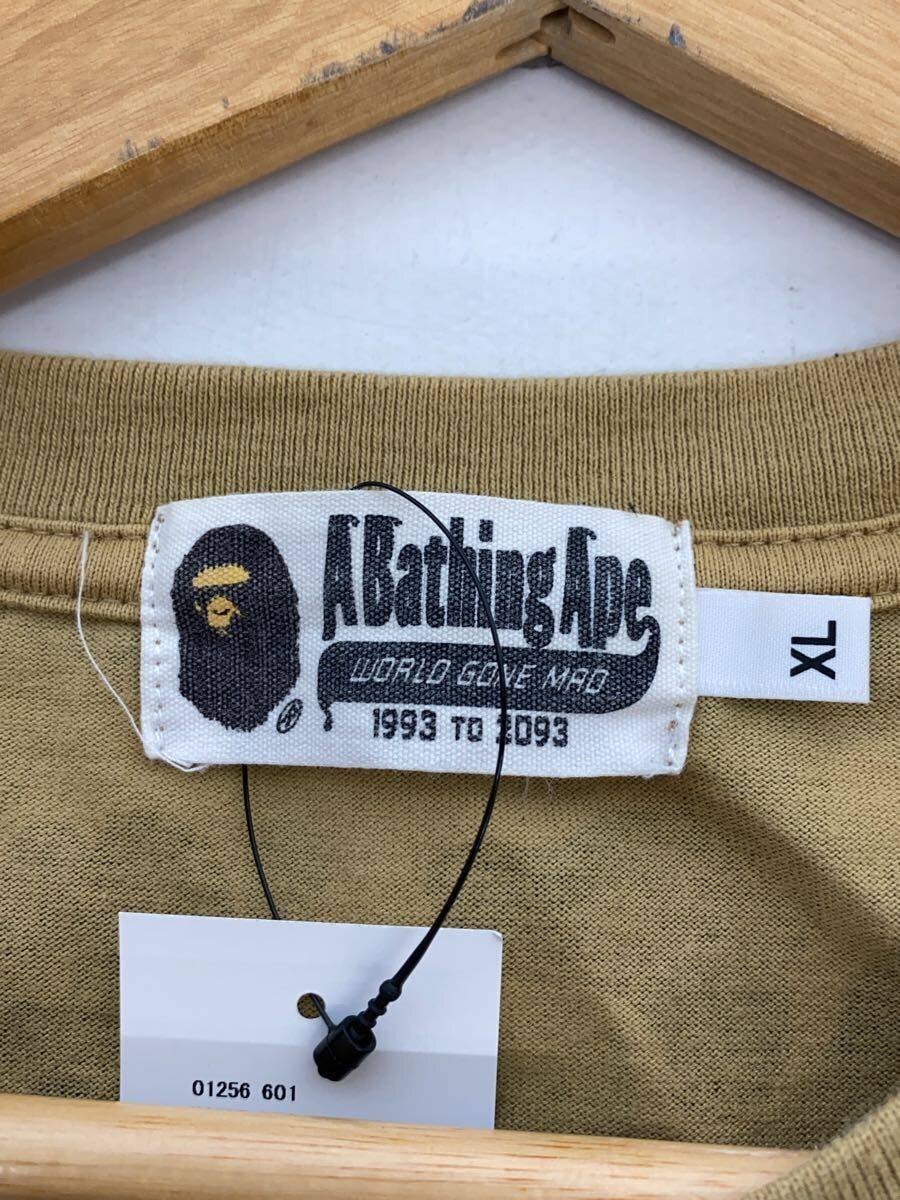 A Bathing Ape
WORLD GONE MAD
1993 TO 2093
®
XL
01256 601